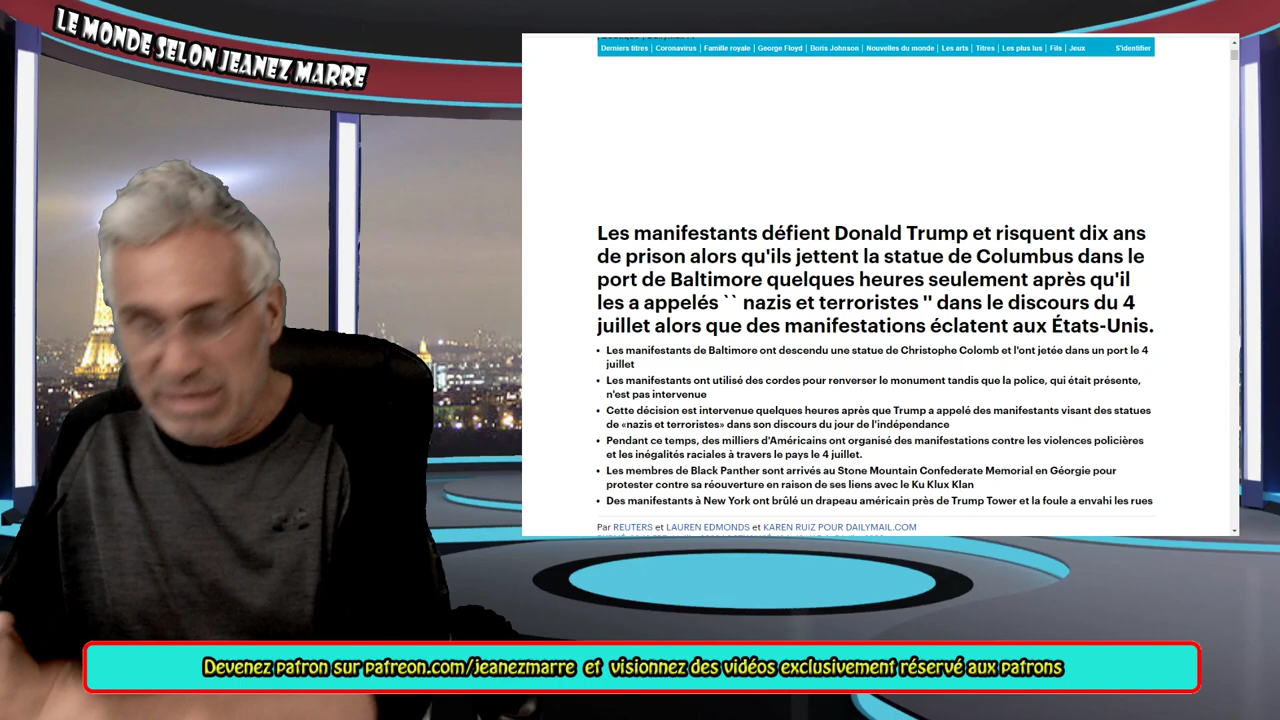 LE MONDE SELON JEANEZ MARRE
Derniers titres | Coronavirus | Famille royale | George Floyd | Boris Johnson | Nouvelles du monde | Les arts | Titres | Les plus lus | Fils | Jeux S'identifier
Les manifestants défient Donald Trump et risquent dix ans
de prison alors qu'ils jettent la statue de Columbus dans le
port de Baltimore quelques heures seulement après qu'il
les a appelés `` nazis et terroristes '' dans le discours du 4
juillet alors que des manifestations éclatent aux États-Unis.
• Les manifestants de Baltimore ont descendu une statue de Christophe Colomb et l'ont jetée dans un port le 4
juillet
• Les manifestants ont utilisé des cordes pour renverser le monument tandis que la police, qui était présente,
n'est pas intervenue
• Cette décision est intervenue quelques heures après que Trump a appelé des manifestants visant des statues
de «nazis et terroristes» dans son discours du jour de l'indépendance
• Pendant ce temps, des milliers d'Américains ont organisé des manifestations contre les violences policières
et les inégalités raciales à travers le pays le 4 juillet.
• Les membres de Black Panther sont arrivés au Stone Mountain Confederate Memorial en Géorgie pour
protester contre sa réouverture en raison de ses liens avec le Ku Klux Klan
• Des manifestants à New York ont brûlé un drapeau américain près de Trump Tower et la foule a envahi les rues
Par REUTERS et LAUREN EDMONDS et KAREN RUIZ POUR DAILYMAIL.COM
Devenez patron sur patreon.com/jeanezmarre et visionnez des vidéos exclusivement réservé aux patrons